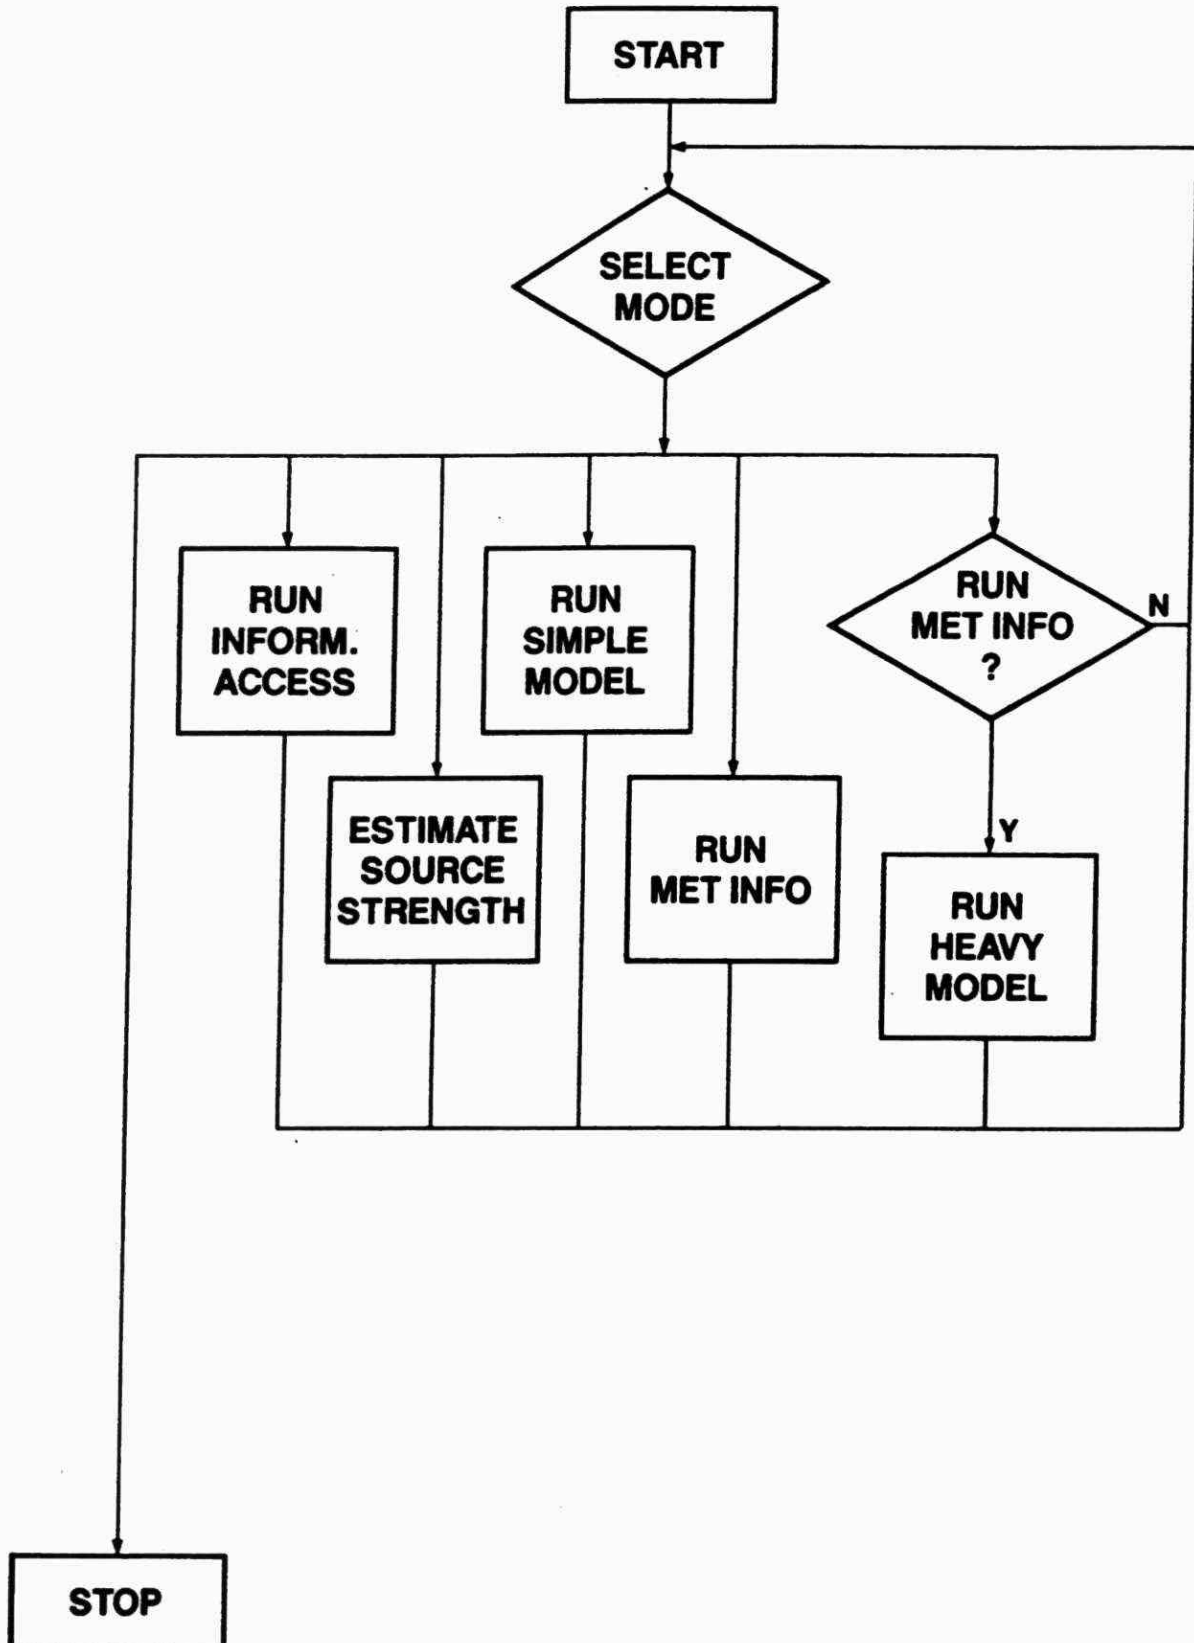 START
SELECT
MODE
RUN
INFORM.
ACCESS
RUN
SIMPLE
MODEL
RUN
MET INFO
?
N
ESTIMATE
SOURCE
STRENGTH
RUN
MET INFO
Y
RUN
HEAVY
MODEL
STOP